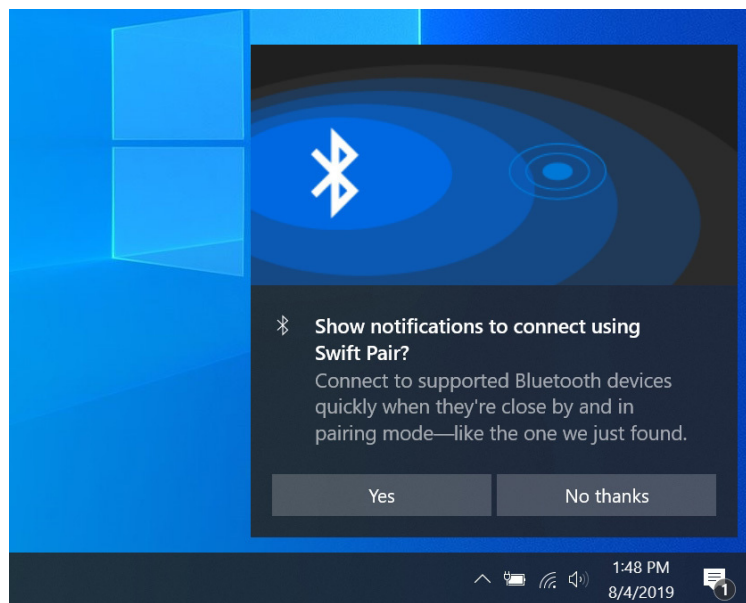 Show notifications to connect using
Swift Pair?
Connect to supported Bluetooth devices
quickly when they're close by and in
pairing mode—like the one we just found.
Yes
No thanks
1:48 PM
8/4/2019
1